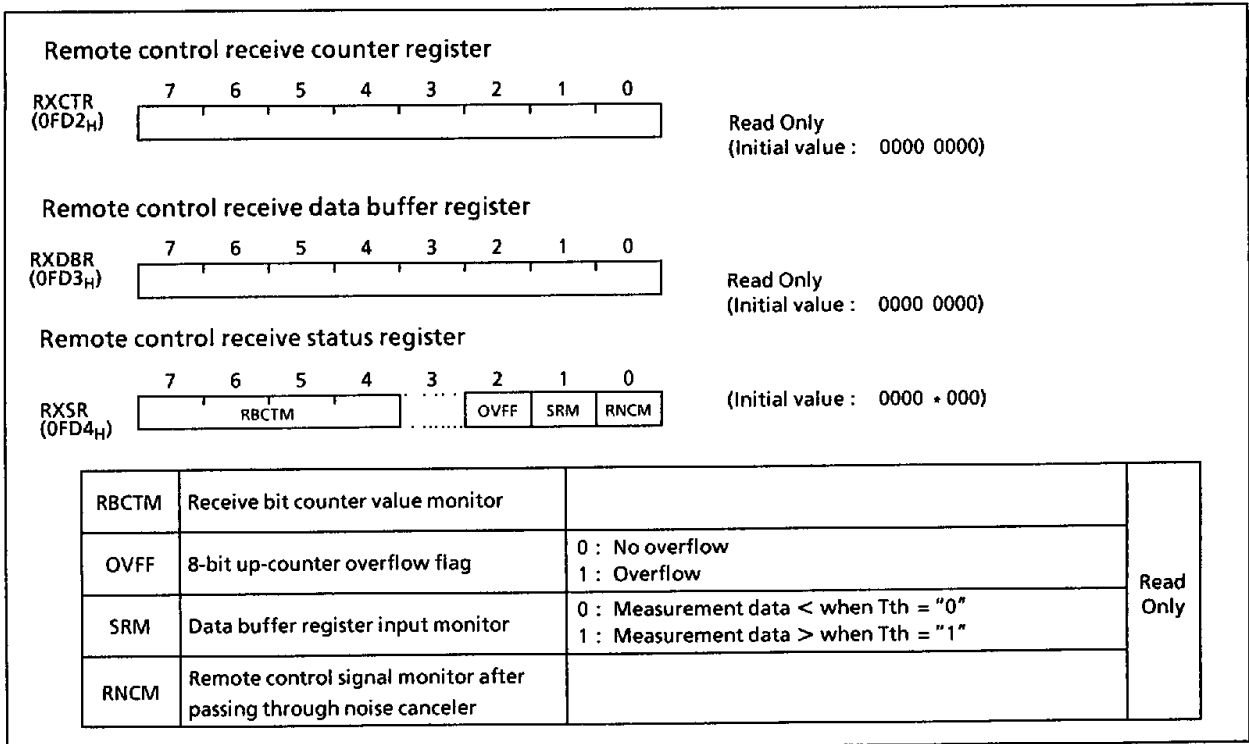 Remote control receive counter register
7 6 5 4 3 2 1 0
RXCTR
(0FD2H)
Read Only
(Initial value : 0000 0000)
Remote control receive data buffer register
7 6 5 4 3 2 1 0
RXDBR
(0FD3H)
Read Only
(Initial value : 0000 0000)
Remote control receive status register
7 6 5 4 3 2 1 0
RXSR
(0FD4H)
RBCTM OVFF SRM RNCM
(Initial value : 0000 * 000)
RBCTM Receive bit counter value monitor
OVFF 8-bit up-counter overflow flag
0 : No overflow
1 : Overflow
SRM Data buffer register input monitor
0 : Measurement data < when Tth = "0"
1 : Measurement data > when Tth = "1"
RNCM Remote control signal monitor after
passing through noise canceler
Read
Only